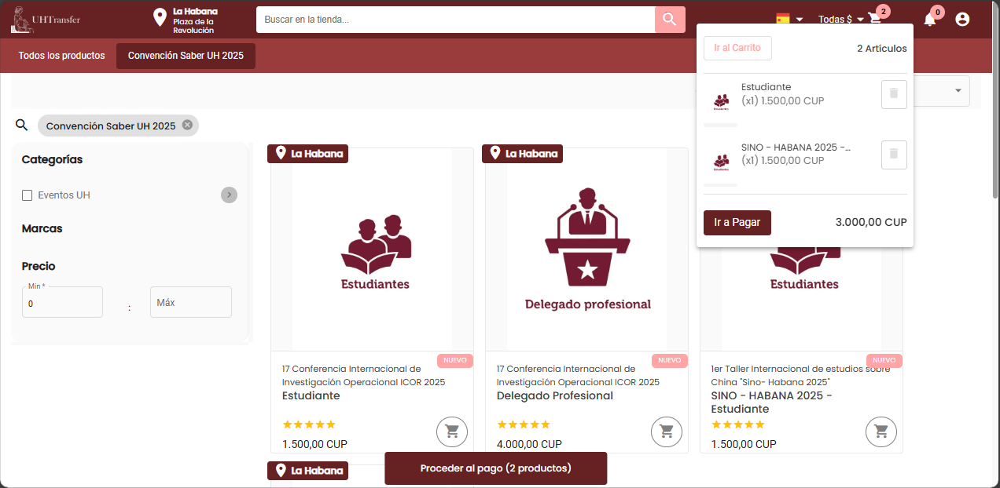 UHTransfer
La Habana
Plaza de la
Revolución
Buscar en la tienda...
Todas $
2
0
Todos los productos
Convención Saber UH 2025
Ir al Carrito
2 Artículos
Estudiante
(x1) 1.500,00 CUP
Estudiantes
SINO - HABANA 2025 -...
(x1) 1.500,00 CUP
Estudiantes
Ir a Pagar
3.000,00 CUP
Convención Saber UH 2025
Categorías
Eventos UH
Marcas
Precio
Min *
0
:
Máx
La Habana
Estudiantes
NUEVO
17 Conferencia Internacional de
Investigación Operacional ICOR 2025
Estudiante
1.500,00 CUP
La Habana
Delegado profesional
NUEVO
17 Conferencia Internacional de
Investigación Operacional ICOR 2025
Delegado Profesional
4.000,00 CUP
Estudiantes
NUEVO
1er Taller Internacional de estudios sobre
China "Sino- Habana 2025"
SINO - HABANA 2025 -
Estudiante
1.500,00 CUP
La Habana
Proceder al pago (2 productos)